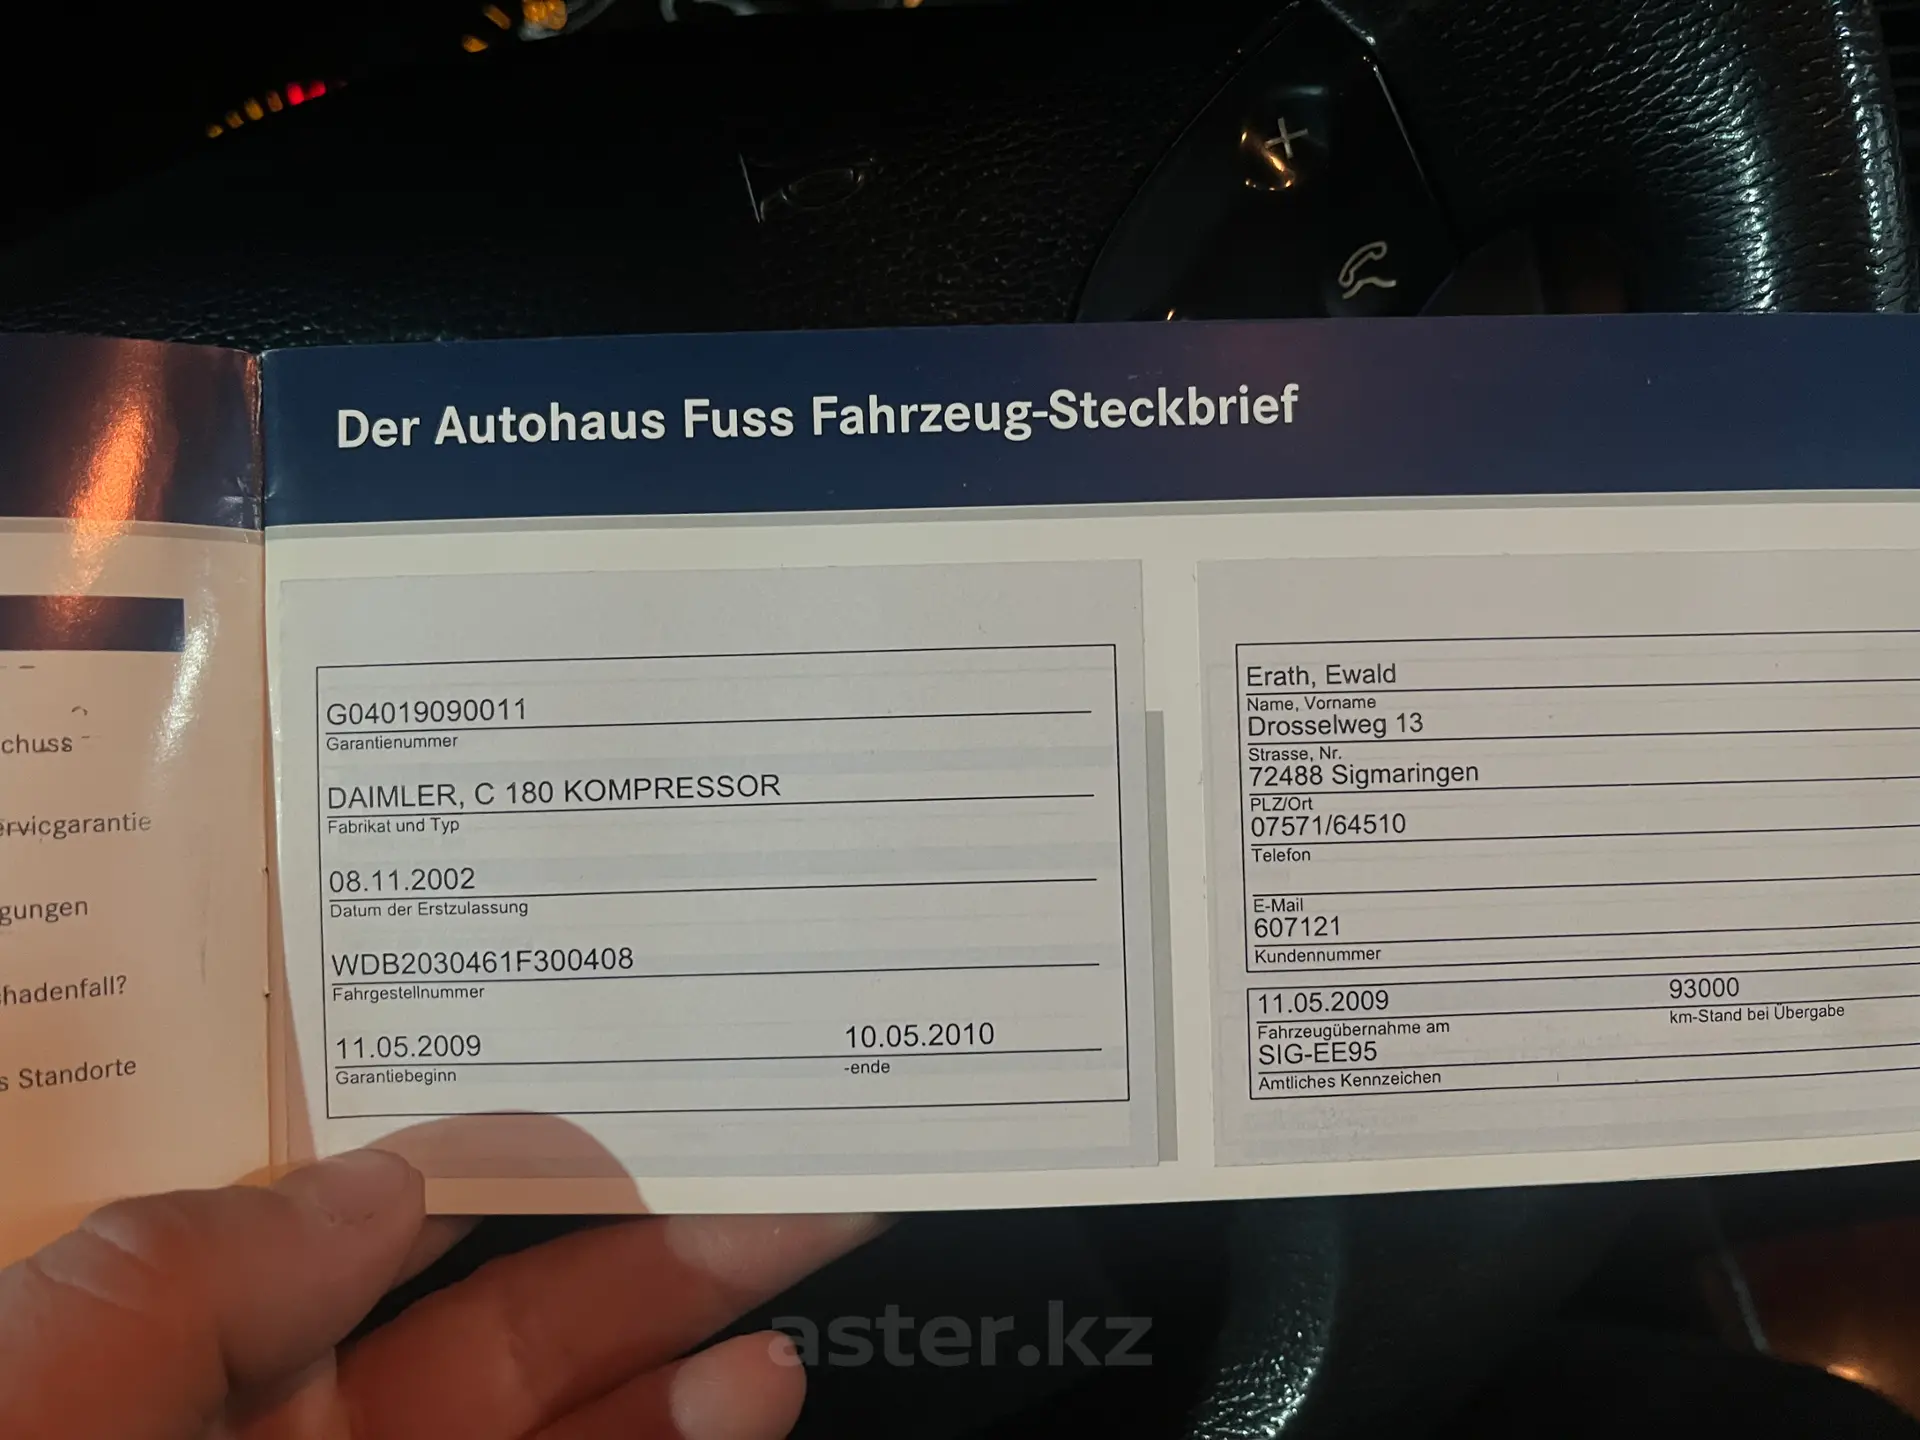 Der Autohaus Fuss Fahrzeug-Steckbrief
chuss
ervicgarantie
gungen
hadenfall?
s Standorte
G04019090011
Garantienummer
DAIMLER, C 180 KOMPRESSOR
Fabrikat und Typ
08.11.2002
Datum der Erstzulassung
WDB2030461F300408
Fahrgestellnummer
11.05.2009 10.05.2010
Garantiebeginn -ende
Erath, Ewald
Name, Vorname
Drosselweg 13
Strasse, Nr.
72488 Sigmaringen
PLZ/Ort
07571/64510
Telefon
E-Mail
607121
Kundennummer
11.05.2009 93000
Fahrzeugübernahme am km-Stand bei Übergabe
SIG-EE95
Amtliches Kennzeichen
aster.kz